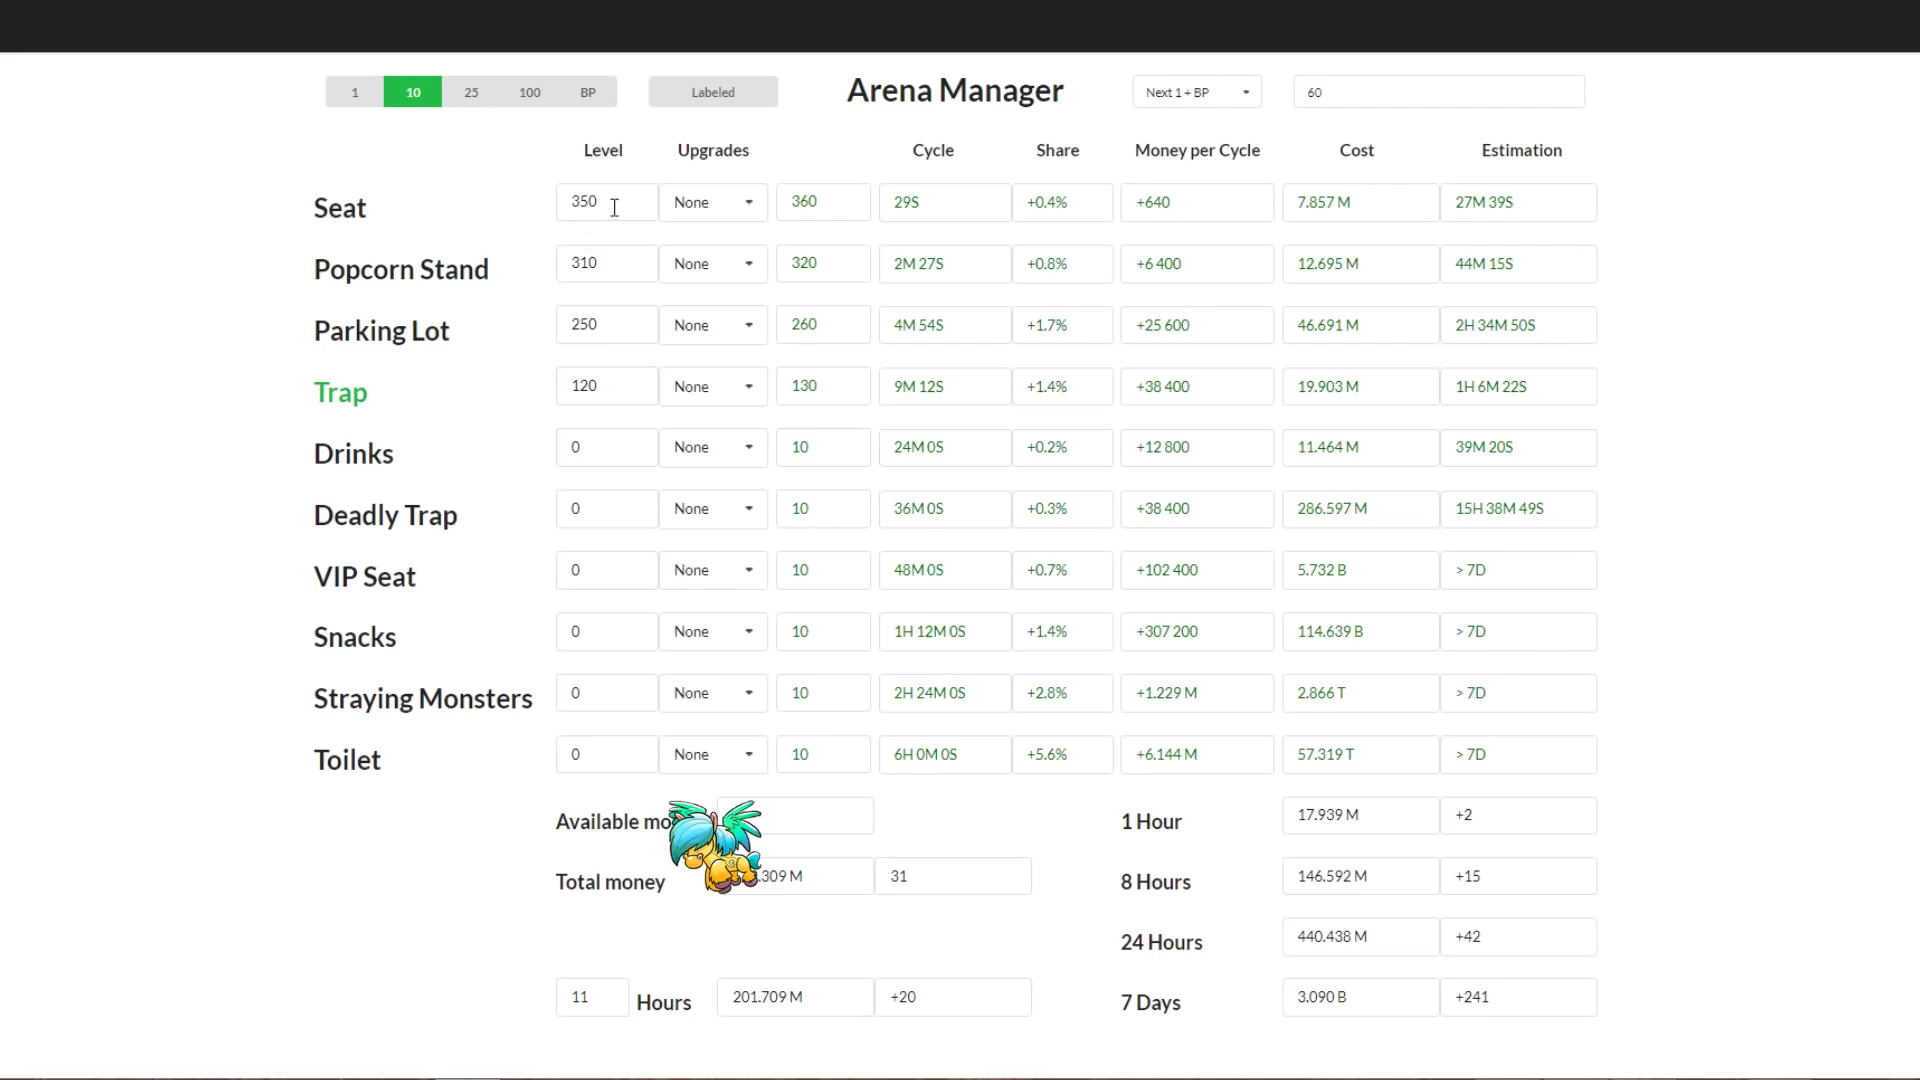 1 10 25 100 BP Labeled Arena Manager Next 1 + BP 60
Level Upgrades Cycle Share Money per Cycle Cost Estimation
Seat 350 None 360 29S +0.4% +640 7.857 M 27M 39S
Popcorn Stand 310 None 320 2M 27S +0.8% +6 400 12.695 M 44M 15S
Parking Lot 250 None 260 4M 54S +1.7% +25 600 46.691 M 2H 34M 50S
Trap 120 None 130 9M 12S +1.4% +38 400 19.903 M 1H 6M 22S
Drinks 0 None 10 24M 0S +0.2% +12 800 11.464 M 39M 20S
Deadly Trap 0 None 10 36M 0S +0.3% +38 400 286.597 M 15H 38M 49S
VIP Seat 0 None 10 48M 0S +0.7% +102 400 5.732 B > 7D
Snacks 0 None 10 1H 12M 0S +1.4% +307 200 114.639 B > 7D
Straying Monsters 0 None 10 2H 24M 0S +2.8% +1.229 M 2.866 T > 7D
Toilet 0 None 10 6H 0M 0S +5.6% +6.144 M 57.319 T > 7D
Available 1 Hour 17.939 M +2
Total money .309 M 31 8 Hours 146.592 M +15
24 Hours 440.438 M +42
11 Hours 201.709 M +20 7 Days 3.090 B +241